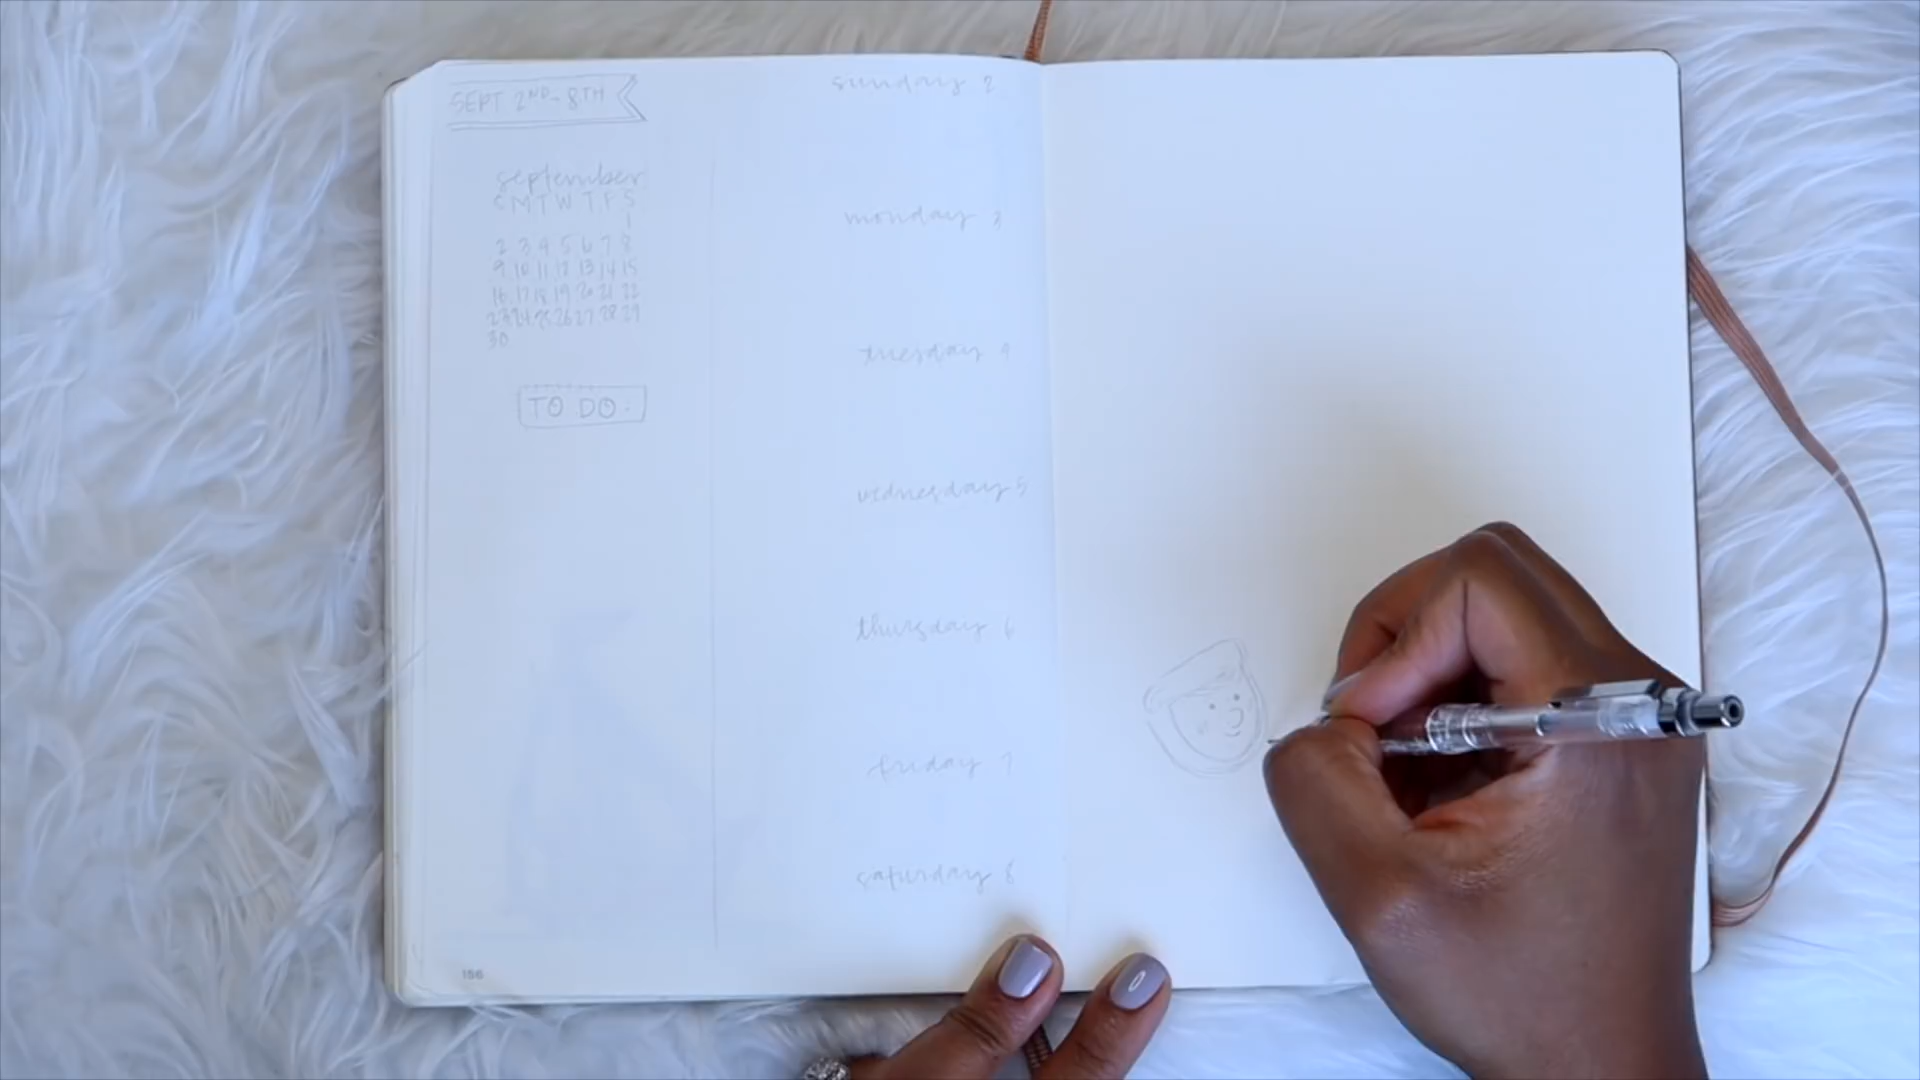 SEPT 2ND - 8TH
september
S M T W T F S
1
2 3 4 5 6 7 8
9 10 11 12 13 14 15
16 17 18 19 20 21 22
23 24 25 26 27 28 29
30
TO DO:
sunday 2
monday 3
tuesday 4
wednesday 5
thursday 6
friday 7
saturday 8
156